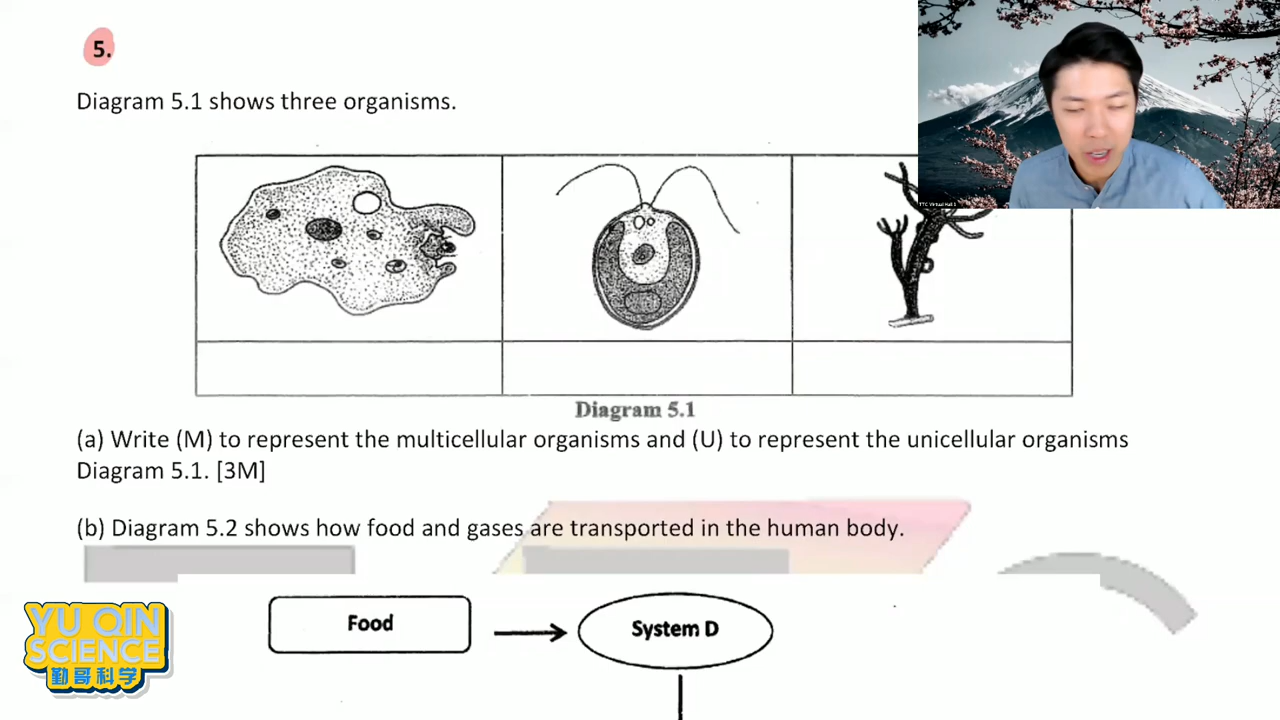 5.
Diagram 5.1 shows three organisms.
Diagram 5.1
(a) Write (M) to represent the multicellular organisms and (U) to represent the unicellular organisms
Diagram 5.1. [3M]
(b) Diagram 5.2 shows how food and gases are transported in the human body.
Food
System D
YU QIN
SCIENCE
勤哥科学